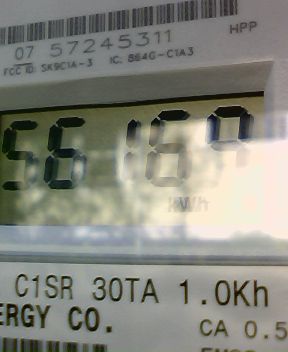 07 57245311
HPP
FCC ID: SK9C1A-3 IC: 864G-C1A3
56169
kWh
C1SR 30TA 1.0Kh
ERGY CO.
CA 0.5